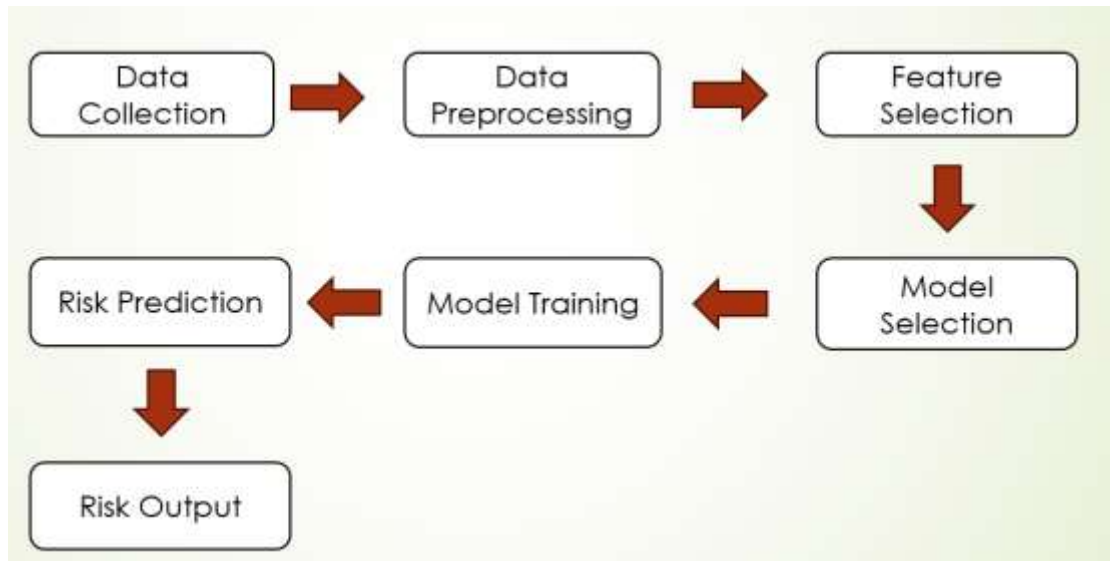 Data
Collection
Data
Preprocessing
Feature
Selection
Model
Selection
Model Training
Risk Prediction
Risk Output